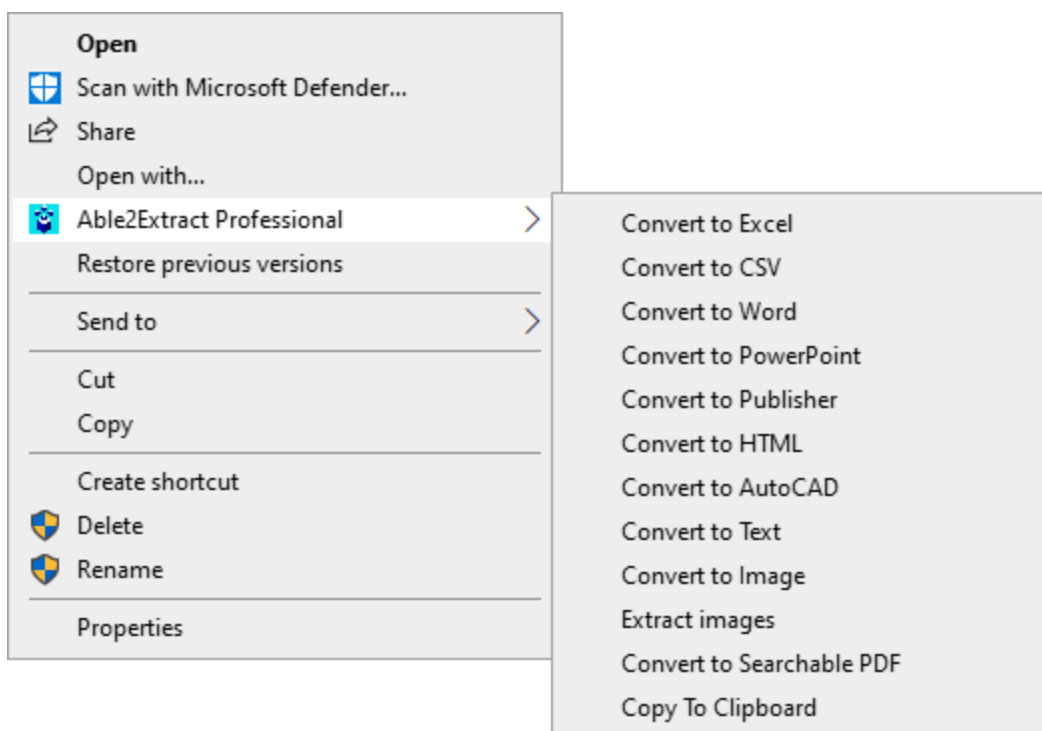 Open
Scan with Microsoft Defender...
Share
Open with...
Able2Extract Professional
Restore previous versions
Send to
Cut
Copy
Create shortcut
Delete
Rename
Properties
Convert to Excel
Convert to CSV
Convert to Word
Convert to PowerPoint
Convert to Publisher
Convert to HTML
Convert to AutoCAD
Convert to Text
Convert to Image
Extract images
Convert to Searchable PDF
Copy To Clipboard